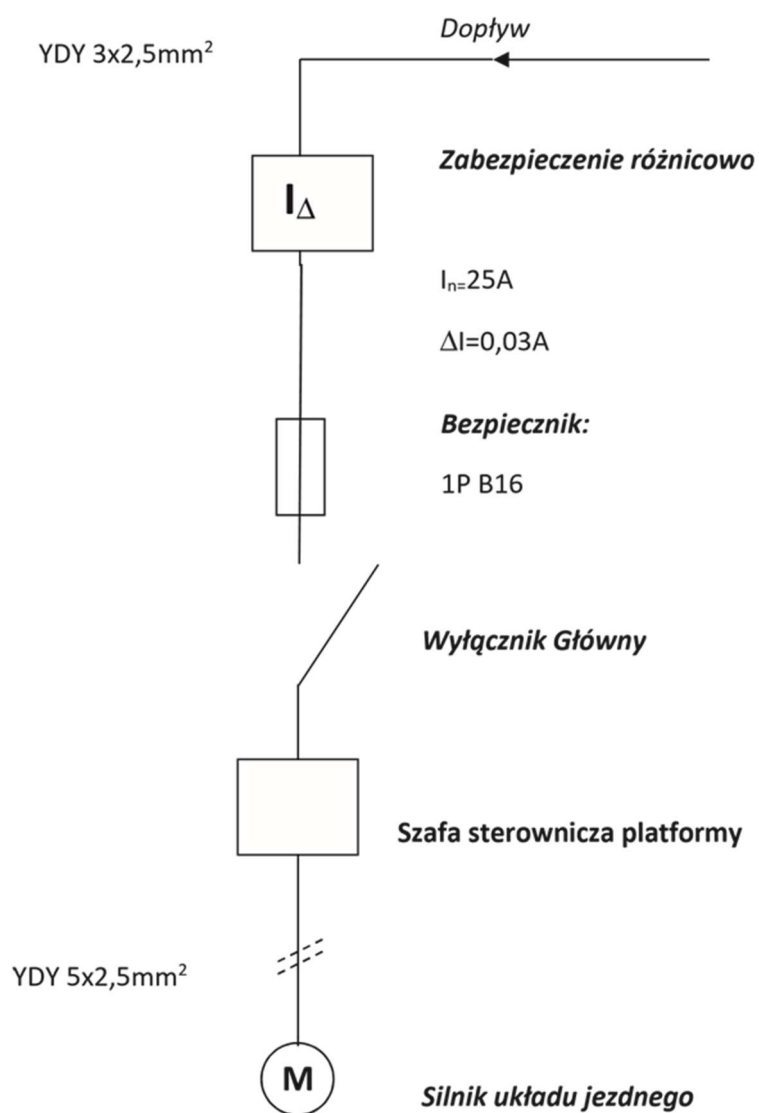 Dopływ
YDY 3x2,5mm²
Zabezpieczenie różnicowo
I∆
Iₙ₌25A
∆I=0,03A
Bezpiecznik:
1P B16
Wyłącznik Główny
Szafa sterownicza platformy
YDY 5x2,5mm²
M
Silnik układu jezdnego